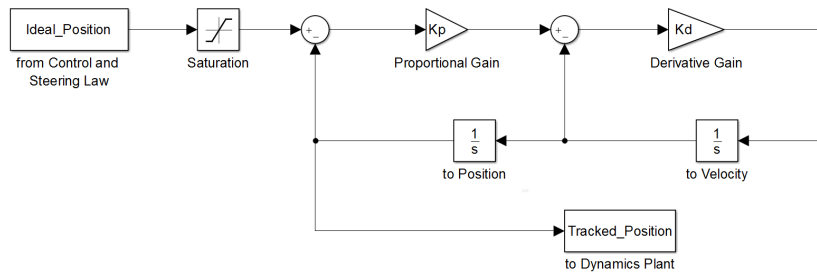 Ideal_Position
from Control and
Steering Law
Saturation
+
−
Kp
Proportional Gain
+
−
Kd
Derivative Gain
1
s
to Position
1
s
to Velocity
Tracked_Position
to Dynamics Plant